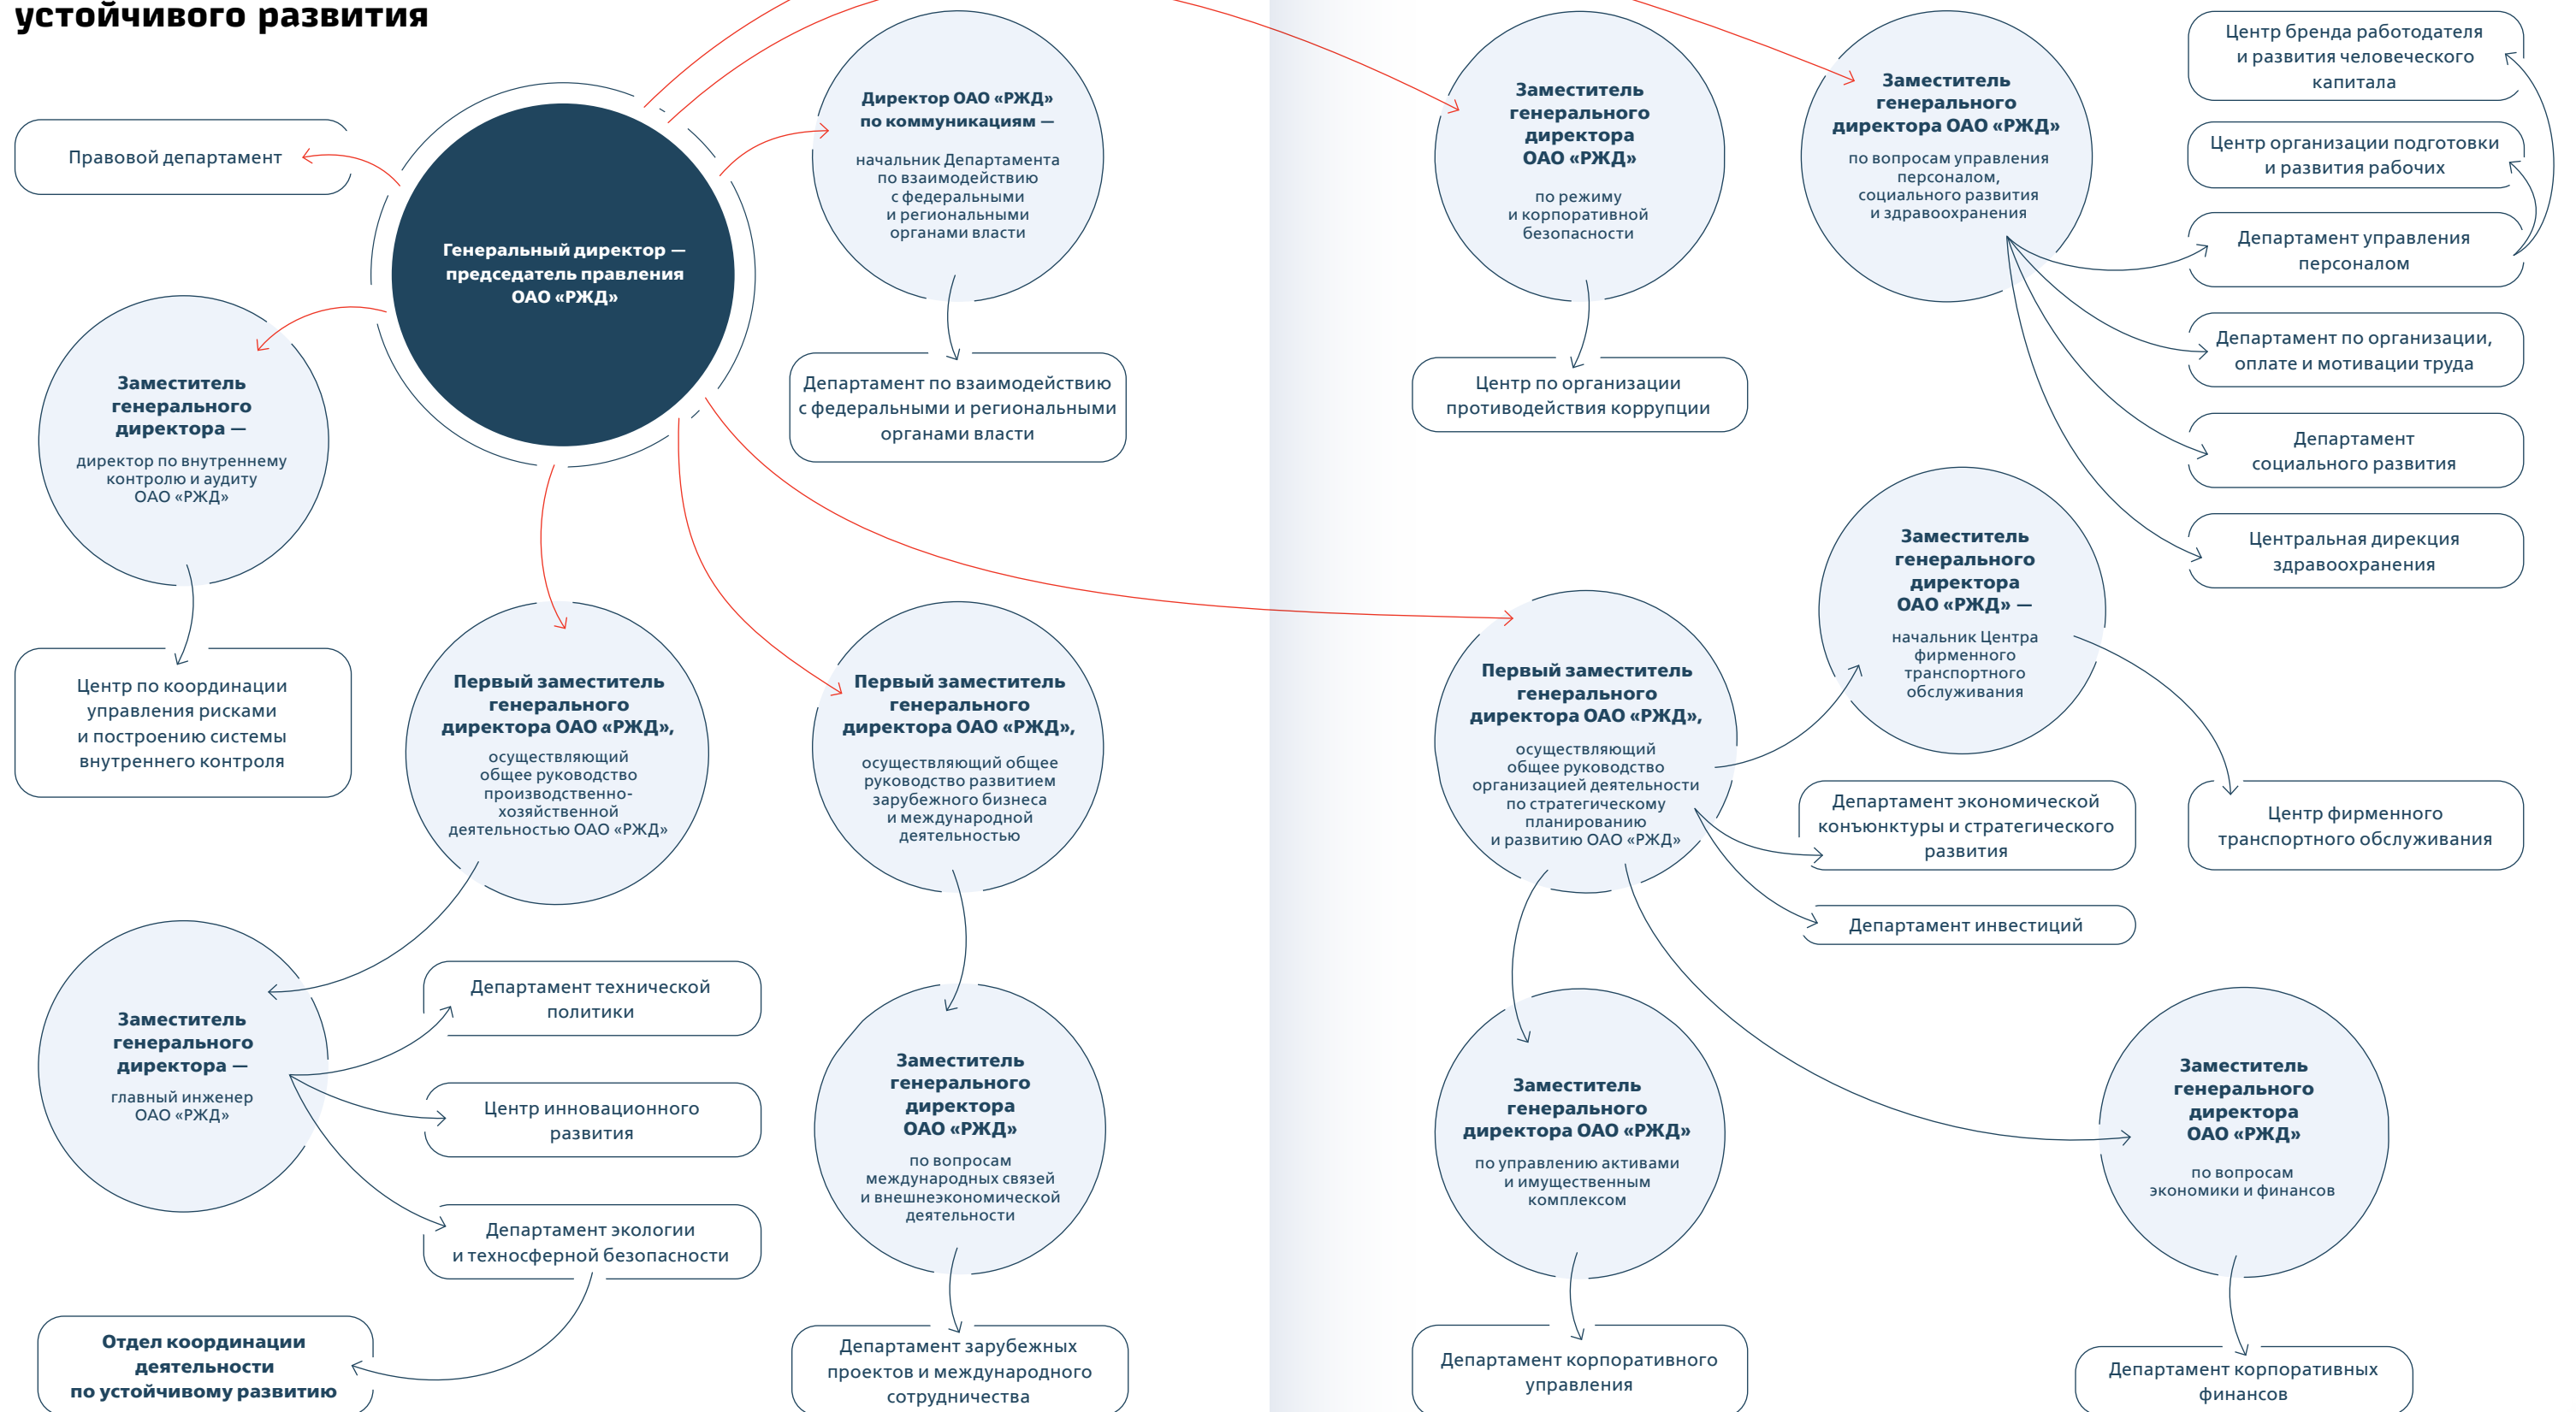 устойчивого развития
Правовой департамент
Генеральный директор —
председатель правления
ОАО «РЖД»
Директор ОАО «РЖД»
по коммуникациям —
начальник Департамента
по взаимодействию
с федеральными
и региональными
органами власти
Департамент по взаимодействию
с федеральными и региональными
органами власти
Заместитель
генерального
директора —
директор по внутреннему
контролю и аудиту
ОАО «РЖД»
Центр по координации
управления рисками
и построению системы
внутреннего контроля
Первый заместитель
генерального
директора ОАО «РЖД»,
осуществляющий
общее руководство
производственно-
хозяйственной
деятельностью ОАО «РЖД»
Первый заместитель
генерального
директора ОАО «РЖД»,
осуществляющий общее
руководство развитием
зарубежного бизнеса
и международной
деятельностью
Заместитель
генерального
директора —
главный инженер
ОАО «РЖД»
Департамент технической
политики
Центр инновационного
развития
Департамент экологии
и техносферной безопасности
Отдел координации
деятельности
по устойчивому развитию
Заместитель
генерального
директора
ОАО «РЖД»
по вопросам
международных связей
и внешнеэкономической
деятельности
Департамент зарубежных
проектов и международного
сотрудничества
Заместитель
генерального
директора
ОАО «РЖД»
по режиму
и корпоративной
безопасности
Центр по организации
противодействия коррупции
Заместитель
генерального
директора ОАО «РЖД»
по вопросам управления
персоналом,
социального развития
и здравоохранения
Центр бренда работодателя
и развития человеческого
капитала
Центр организации подготовки
и развития рабочих
Департамент управления
персоналом
Департамент по организации,
оплате и мотивации труда
Департамент
социального развития
Центральная дирекция
здравоохранения
Первый заместитель
генерального
директора ОАО «РЖД»,
осуществляющий
общее руководство
организацией деятельности
по стратегическому
планированию
и развитию ОАО «РЖД»
Заместитель
генерального
директора
ОАО «РЖД» —
начальник Центра
фирменного
транспортного
обслуживания
Департамент экономической
конъюнктуры и стратегического
развития
Центр фирменного
транспортного обслуживания
Департамент инвестиций
Заместитель
генерального
директора ОАО «РЖД»
по управлению активами
и имущественным
комплексом
Департамент корпоративного
управления
Заместитель
генерального
директора
ОАО «РЖД»
по вопросам
экономики и финансов
Департамент корпоративных
финансов